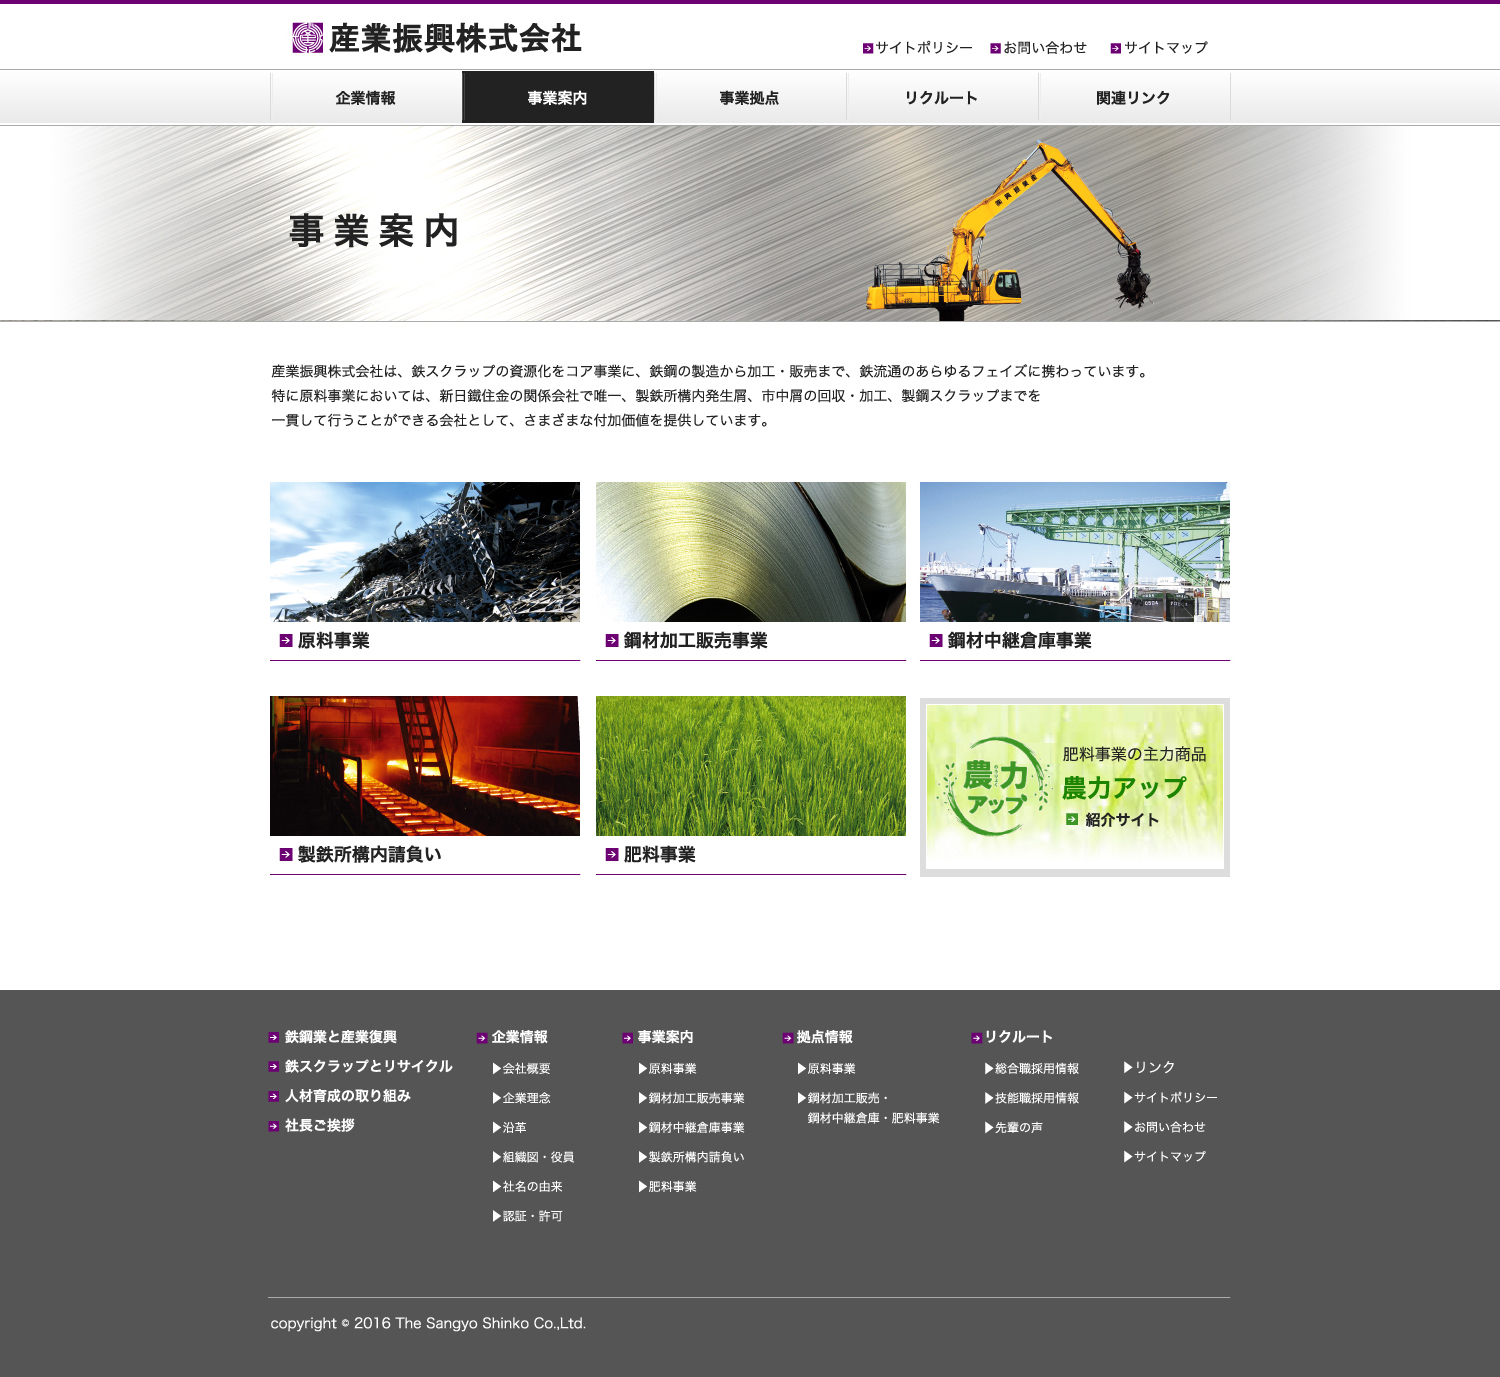 産業振興株式会社
サイトポリシー お問い合わせ サイトマップ
企業情報 事業案内 事業拠点 リクルート 関連リンク
事業案内
産業振興株式会社は、鉄スクラップの資源化をコア事業に、鉄鋼の製造から加工・販売まで、鉄流通のあらゆるフェイズに携わっています。
特に原料事業においては、新日鐵住金の関係会社で唯一、製鉄所構内発生屑、市中屑の回収・加工、製鋼スクラップまでを
一貫して行うことができる会社として、さまざまな付加価値を提供しています。
原料事業
鋼材加工販売事業
鋼材中継倉庫事業
製鉄所構内請負い
肥料事業
農力
アップ
肥料事業の主力商品
農力アップ
紹介サイト
鉄鋼業と産業復興
鉄スクラップとリサイクル
人材育成の取り組み
社長ご挨拶
企業情報
▶会社概要
▶企業理念
▶沿革
▶組織図・役員
▶社名の由来
▶認証・許可
事業案内
▶原料事業
▶鋼材加工販売事業
▶鋼材中継倉庫事業
▶製鉄所構内請負い
▶肥料事業
拠点情報
▶原料事業
▶鋼材加工販売・
鋼材中継倉庫・肥料事業
リクルート
▶総合職採用情報
▶技能職採用情報
▶先輩の声
▶リンク
▶サイトポリシー
▶お問い合わせ
▶サイトマップ
copyright © 2016 The Sangyo Shinko Co.,Ltd.